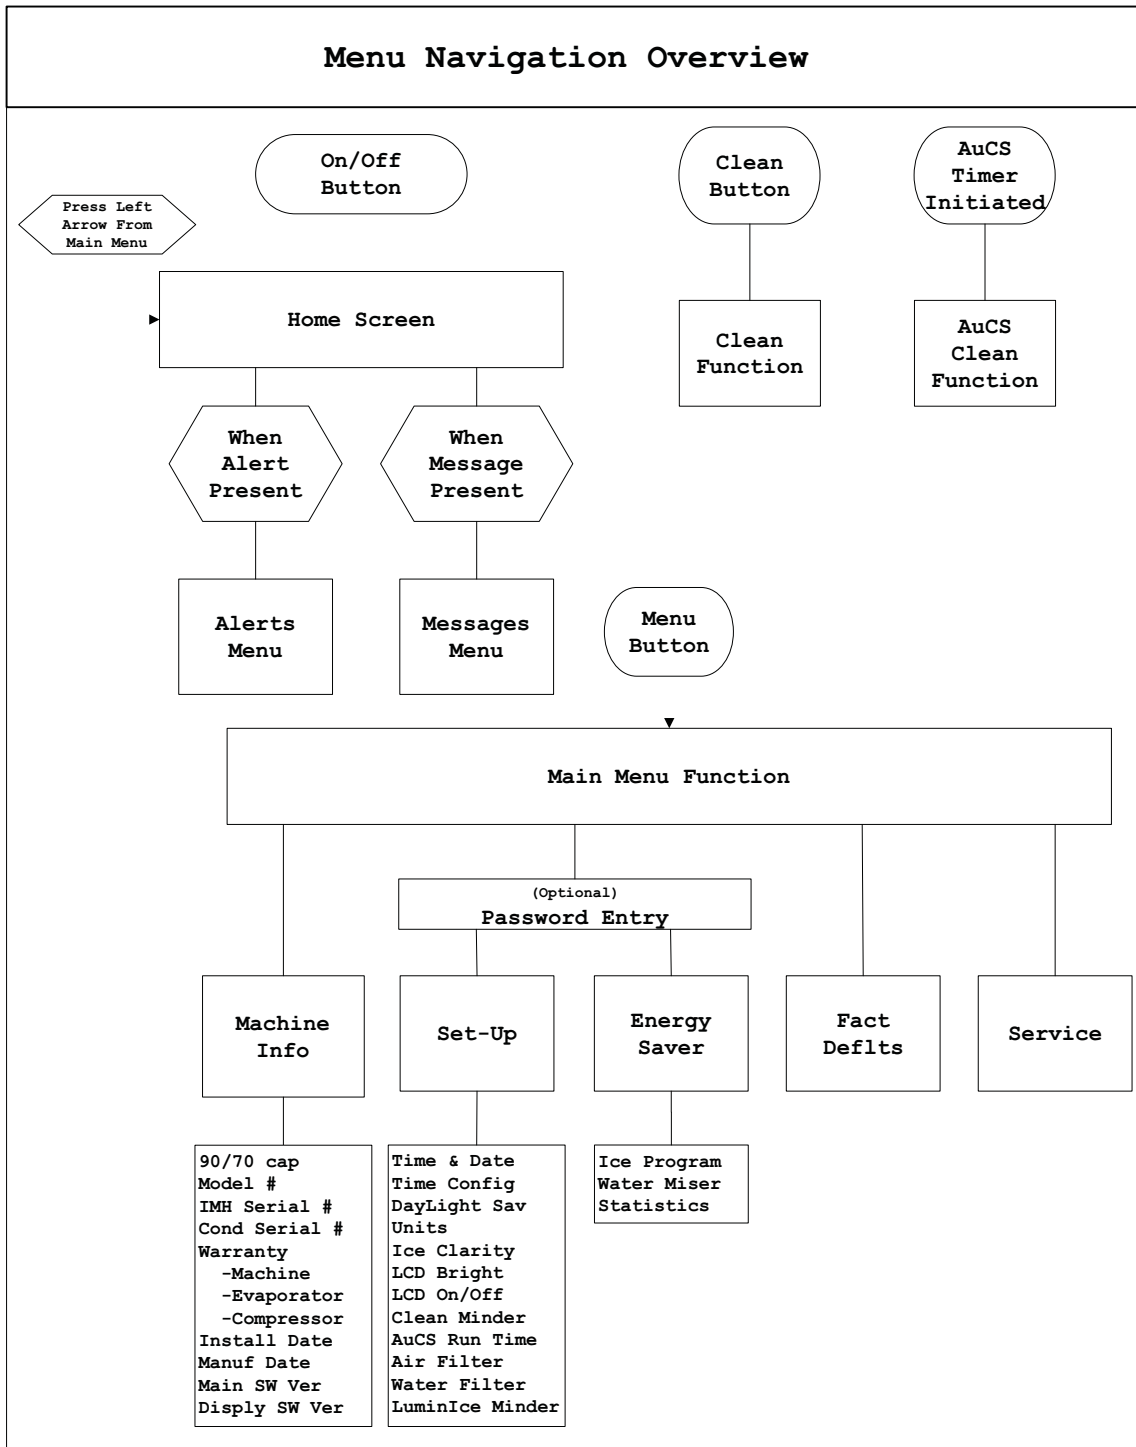 Menu Navigation Overview
On/Off
Button
Clean
Button
AuCS
Timer
Initiated
Press Left
Arrow From
Main Menu
Home Screen
Clean
Function
AuCS
Clean
Function
When
Alert
Present
When
Message
Present
Alerts
Menu
Messages
Menu
Menu
Button
Main Menu Function
(Optional)
Password Entry
Machine
Info
Set-Up
Energy
Saver
Fact
Deflts
Service
90/70 cap
Model #
IMH Serial #
Cond Serial #
Warranty
-Machine
-Evaporator
-Compressor
Install Date
Manuf Date
Main SW Ver
Disply SW Ver
Time & Date
Time Config
DayLight Sav
Units
Ice Clarity
LCD Bright
LCD On/Off
Clean Minder
AuCS Run Time
Air Filter
Water Filter
LuminIce Minder
Ice Program
Water Miser
Statistics